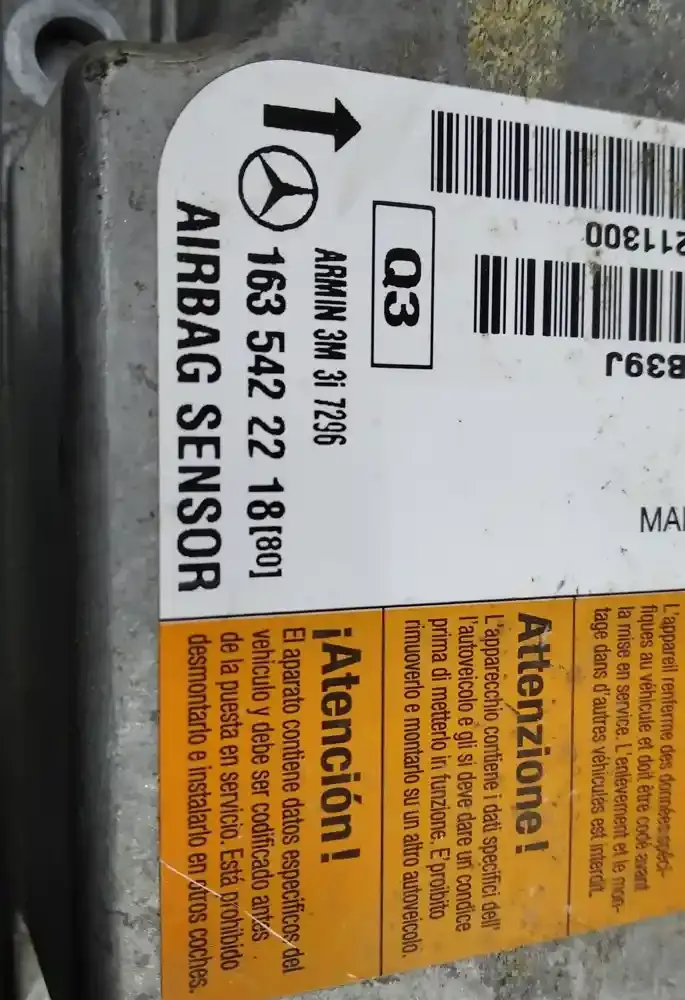 211300
B39J
Q3
MA
ARMIN 3M 3i 7296
163 542 22 18 [80]
AIRBAG SENSOR
L'appareil renferme des données spéci-
fiques au véhicule et doit être codé avant
la mise en service. L'enlèvement et le mon-
tage dans d'autres véhicules est interdit.
Attenzione!
L'apparecchio contiene i dati specifici dell'
l'autoveicolo e gli si deve dare un condice
prima di metterlo in funzione. E' proibito
rimuoverlo e montarlo su un altro autoveicolo.
¡Atención!
El aparato contiene datos especificos del
vehiculo y debe ser codificado antes
de la puesta en servicio. Está prohibido
desmontarlo e instalarlo en otros coches.